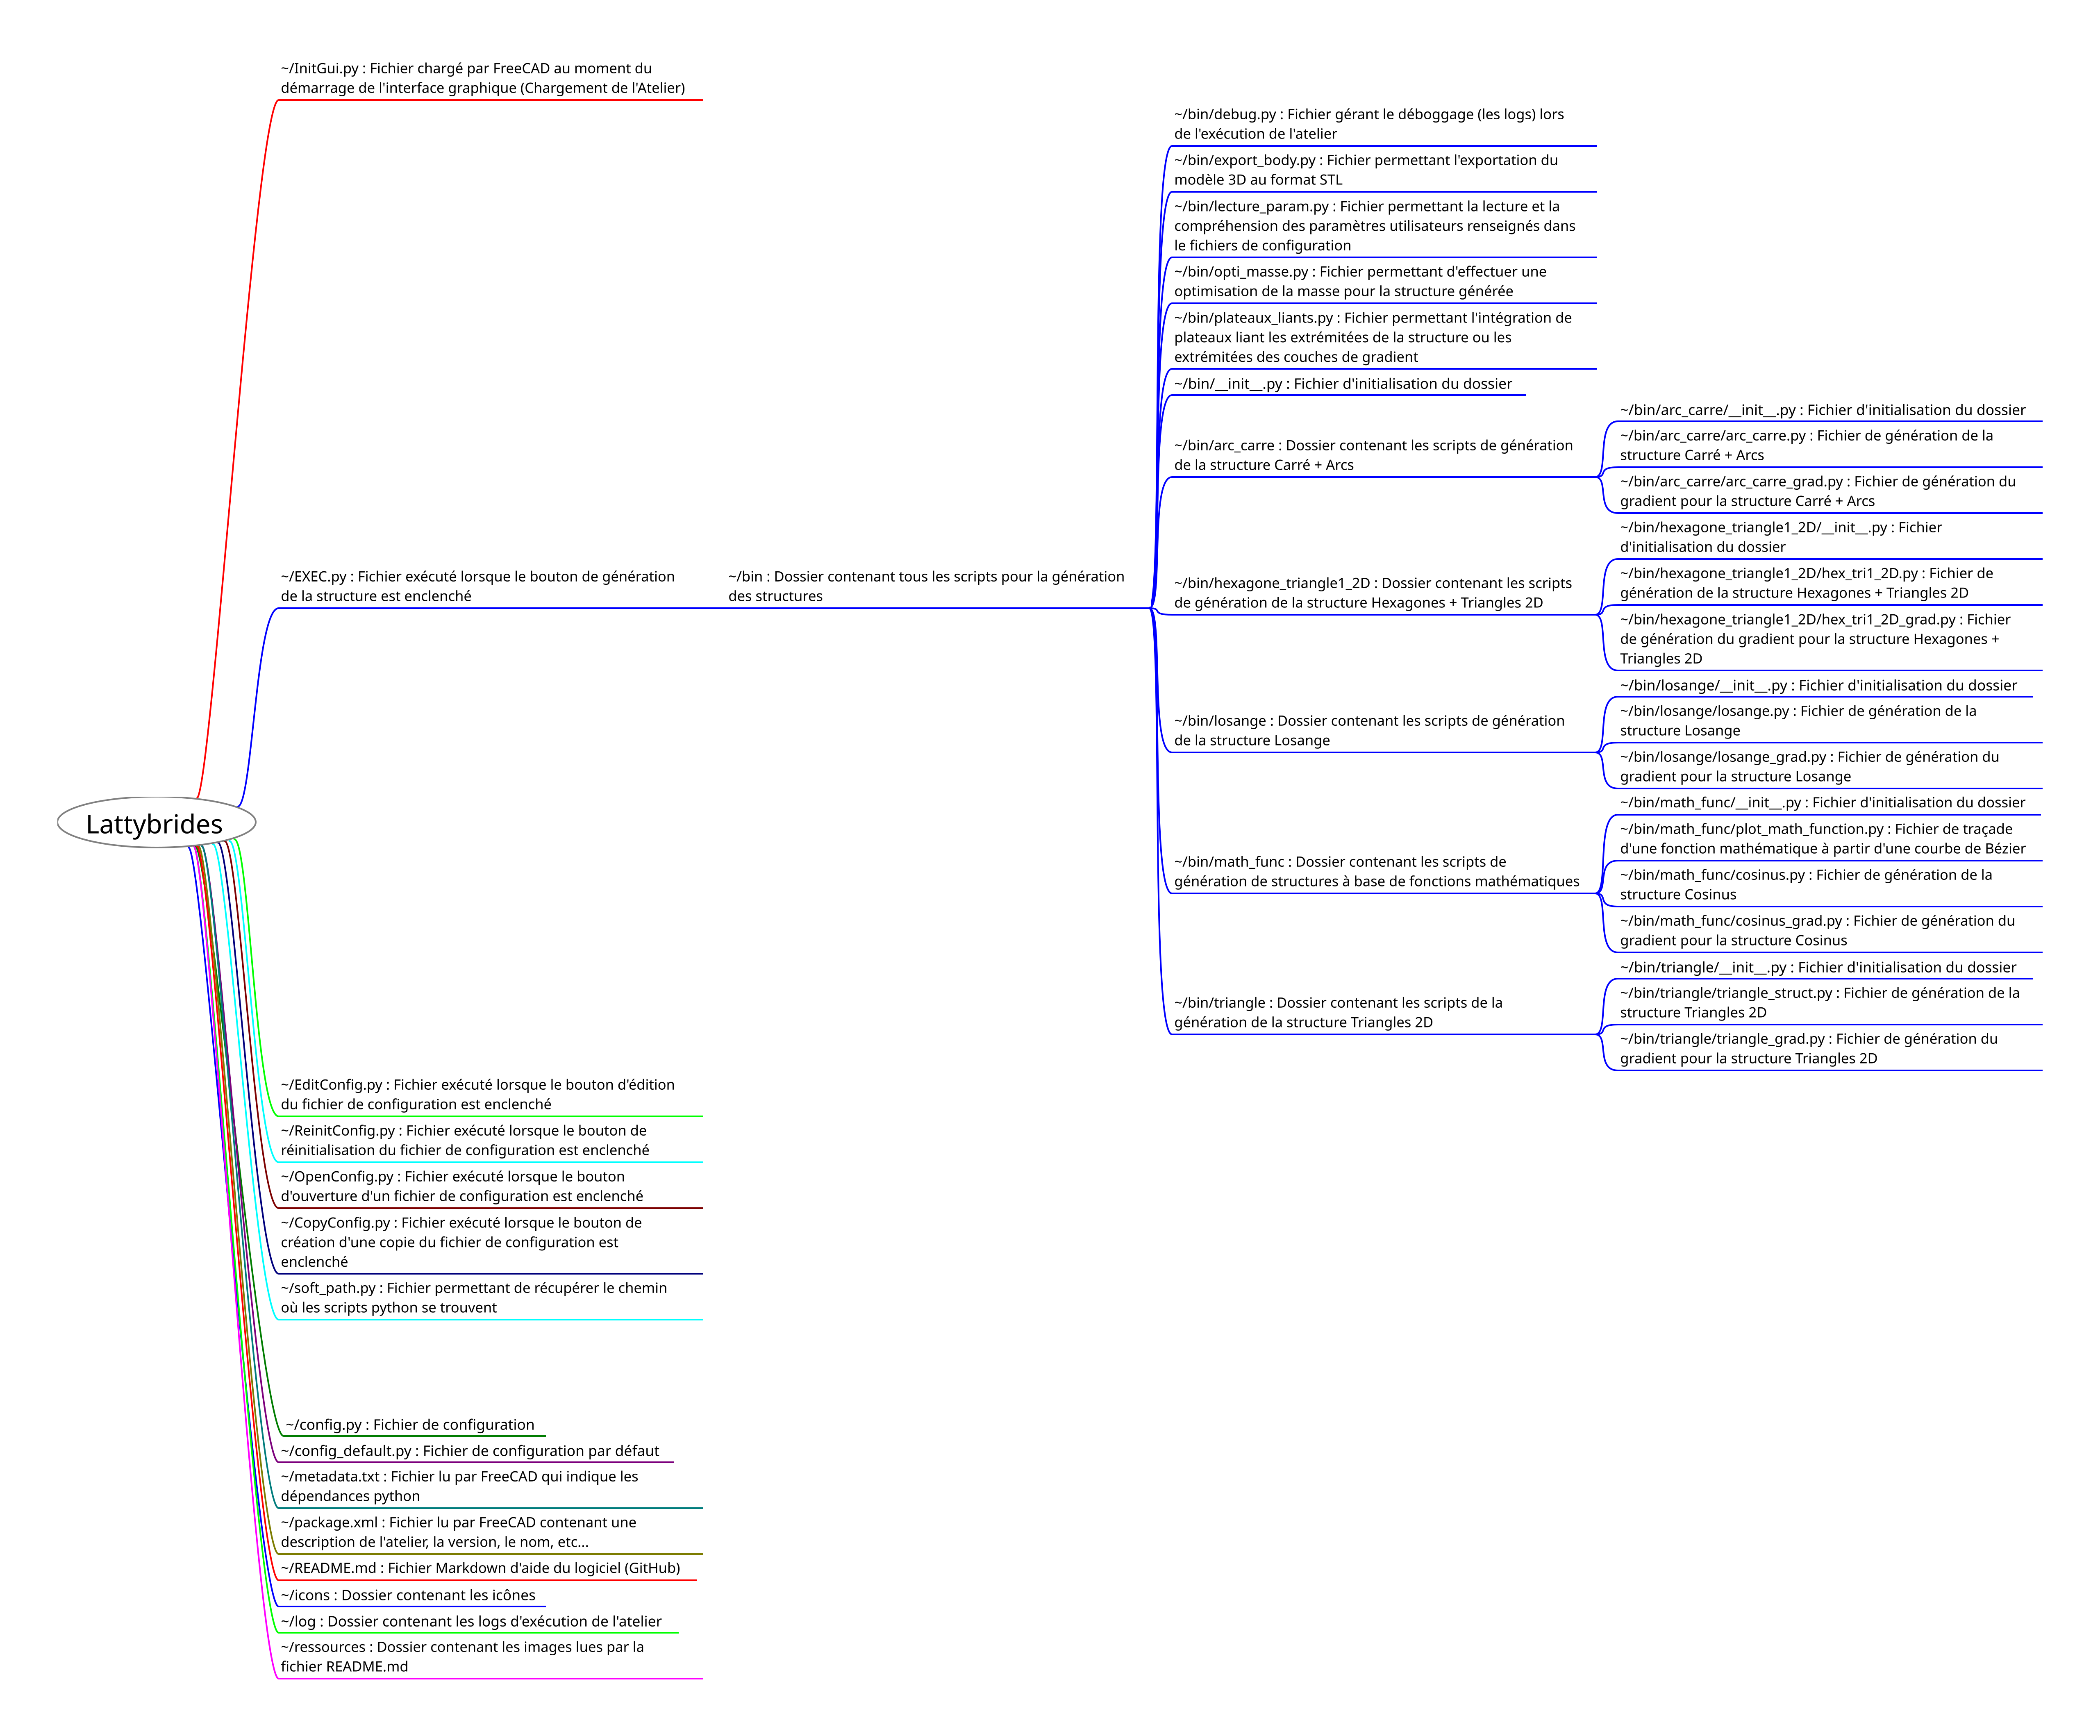 Lattybrides
~/InitGui.py : Fichier chargé par FreeCAD au moment du
démarrage de l'interface graphique (Chargement de l'Atelier)
~/EXEC.py : Fichier exécuté lorsque le bouton de génération
de la structure est enclenché
~/bin : Dossier contenant tous les scripts pour la génération
des structures
~/bin/debug.py : Fichier gérant le déboggage (les logs) lors
de l'exécution de l'atelier
~/bin/export_body.py : Fichier permettant l'exportation du
modèle 3D au format STL
~/bin/lecture_param.py : Fichier permettant la lecture et la
compréhension des paramètres utilisateurs renseignés dans
le fichiers de configuration
~/bin/opti_masse.py : Fichier permettant d'effectuer une
optimisation de la masse pour la structure générée
~/bin/plateaux_liants.py : Fichier permettant l'intégration de
plateaux liant les extrémitées de la structure ou les
extrémitées des couches de gradient
~/bin/__init__.py : Fichier d'initialisation du dossier
~/bin/arc_carre : Dossier contenant les scripts de génération
de la structure Carré + Arcs
~/bin/arc_carre/__init__.py : Fichier d'initialisation du dossier
~/bin/arc_carre/arc_carre.py : Fichier de génération de la
structure Carré + Arcs
~/bin/arc_carre/arc_carre_grad.py : Fichier de génération du
gradient pour la structure Carré + Arcs
~/bin/hexagone_triangle1_2D : Dossier contenant les scripts
de génération de la structure Hexagones + Triangles 2D
~/bin/hexagone_triangle1_2D/__init__.py : Fichier
d'initialisation du dossier
~/bin/hexagone_triangle1_2D/hex_tri1_2D.py : Fichier de
génération de la structure Hexagones + Triangles 2D
~/bin/hexagone_triangle1_2D/hex_tri1_2D_grad.py : Fichier
de génération du gradient pour la structure Hexagones +
Triangles 2D
~/bin/losange : Dossier contenant les scripts de génération
de la structure Losange
~/bin/losange/__init__.py : Fichier d'initialisation du dossier
~/bin/losange/losange.py : Fichier de génération de la
structure Losange
~/bin/losange/losange_grad.py : Fichier de génération du
gradient pour la structure Losange
~/bin/math_func : Dossier contenant les scripts de
génération de structures à base de fonctions mathématiques
~/bin/math_func/__init__.py : Fichier d'initialisation du dossier
~/bin/math_func/plot_math_function.py : Fichier de traçade
d'une fonction mathématique à partir d'une courbe de Bézier
~/bin/math_func/cosinus.py : Fichier de génération de la
structure Cosinus
~/bin/math_func/cosinus_grad.py : Fichier de génération du
gradient pour la structure Cosinus
~/bin/triangle : Dossier contenant les scripts de la
génération de la structure Triangles 2D
~/bin/triangle/__init__.py : Fichier d'initialisation du dossier
~/bin/triangle/triangle_struct.py : Fichier de génération de la
structure Triangles 2D
~/bin/triangle/triangle_grad.py : Fichier de génération du
gradient pour la structure Triangles 2D
~/EditConfig.py : Fichier exécuté lorsque le bouton d'édition
du fichier de configuration est enclenché
~/ReinitConfig.py : Fichier exécuté lorsque le bouton de
réinitialisation du fichier de configuration est enclenché
~/OpenConfig.py : Fichier exécuté lorsque le bouton
d'ouverture d'un fichier de configuration est enclenché
~/CopyConfig.py : Fichier exécuté lorsque le bouton de
création d'une copie du fichier de configuration est
enclenché
~/soft_path.py : Fichier permettant de récupérer le chemin
où les scripts python se trouvent
~/config.py : Fichier de configuration
~/config_default.py : Fichier de configuration par défaut
~/metadata.txt : Fichier lu par FreeCAD qui indique les
dépendances python
~/package.xml : Fichier lu par FreeCAD contenant une
description de l'atelier, la version, le nom, etc...
~/README.md : Fichier Markdown d'aide du logiciel (GitHub)
~/icons : Dossier contenant les icônes
~/log : Dossier contenant les logs d'exécution de l'atelier
~/ressources : Dossier contenant les images lues par la
fichier README.md